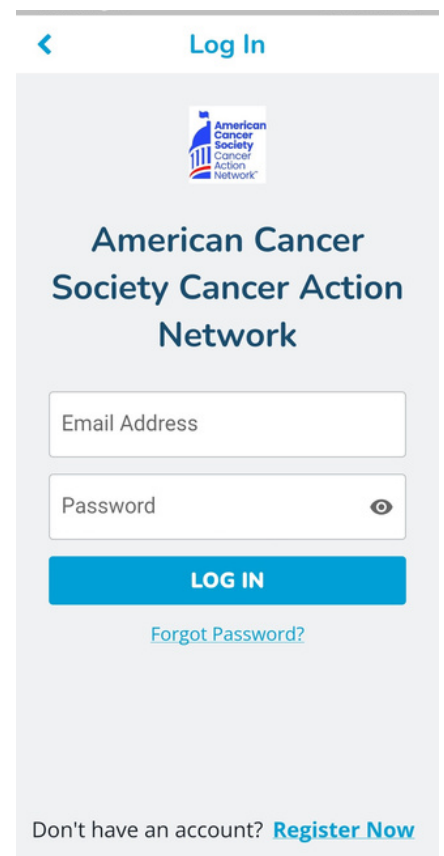 Log In
American
Cancer
Society
Cancer
Action
Network™
American Cancer
Society Cancer Action
Network
Email Address
Password
LOG IN
Forgot Password?
Don't have an account? Register Now